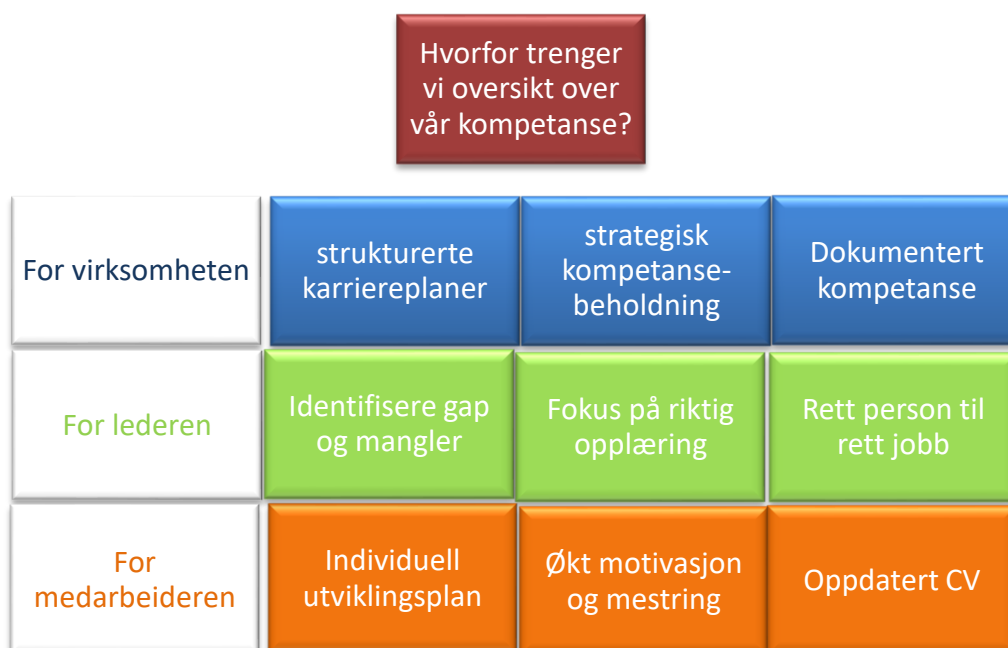 Hvorfor trenger
vi oversikt over
vår kompetanse?
For virksomheten
strukturerte
karriereplaner
strategisk
kompetanse-
beholdning
Dokumentert
kompetanse
For lederen
Identifisere gap
og mangler
Fokus på riktig
opplæring
Rett person til
rett jobb
For
medarbeideren
Individuell
utviklingsplan
Økt motivasjon
og mestring
Oppdatert CV